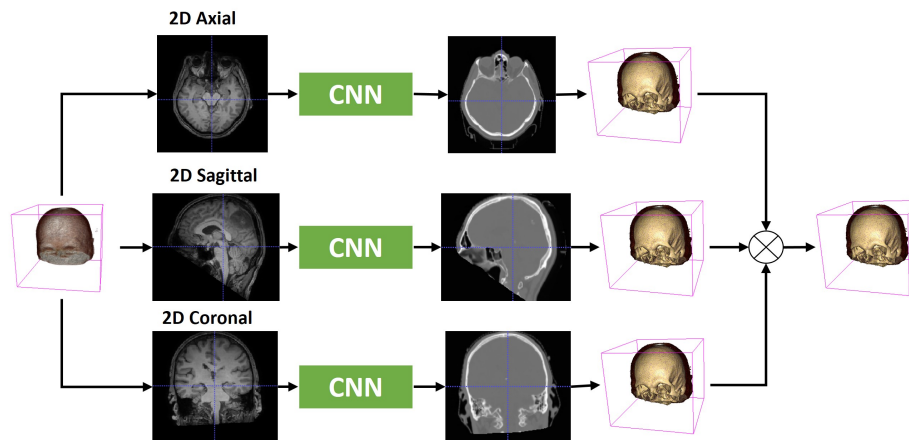 2D Axial
CNN
2D Sagittal
CNN
2D Coronal
CNN